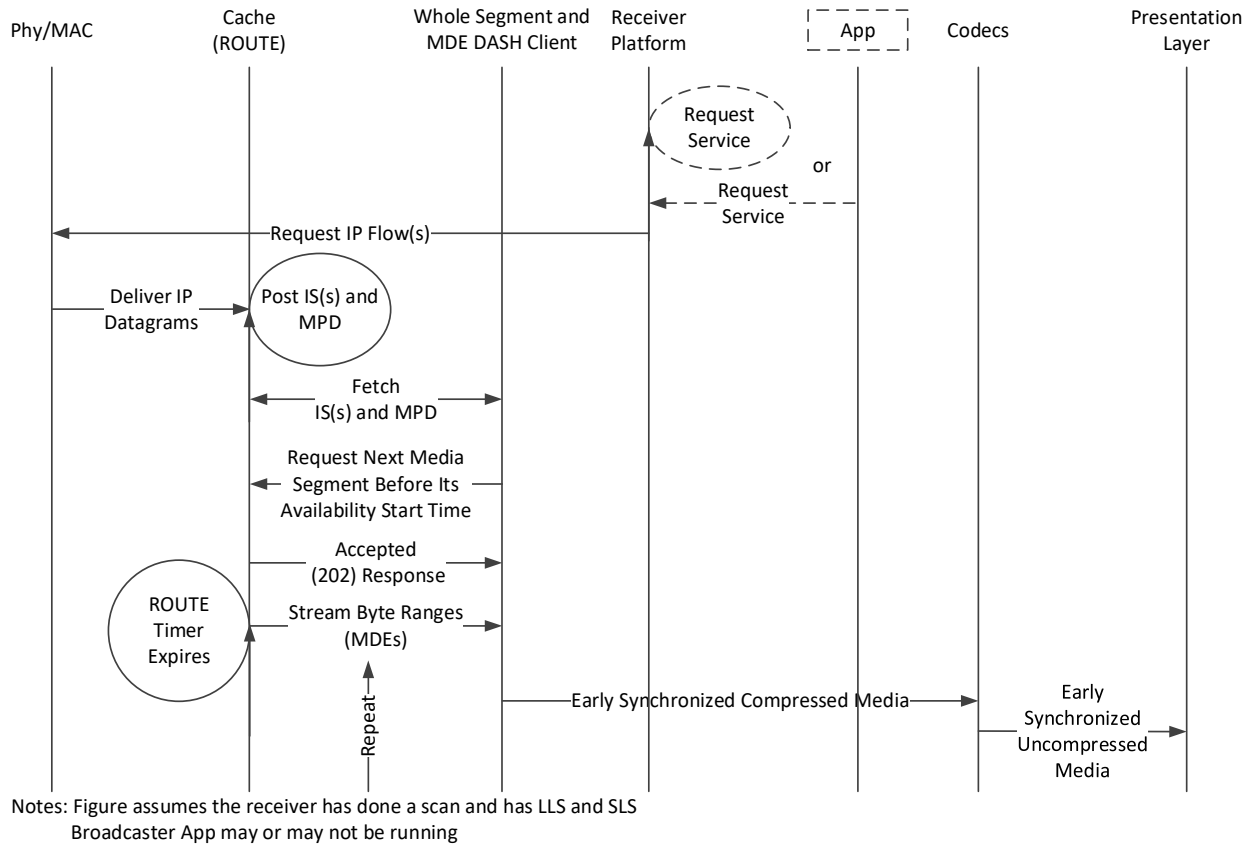 Phy/MAC
Cache
(ROUTE)
Whole Segment and
MDE DASH Client
Receiver
Platform
App
Codecs
Presentation
Layer
Request
Service
or
Request
Service
Request IP Flow(s)
Deliver IP
Datagrams
Post IS(s) and
MPD
Fetch
IS(s) and MPD
Request Next Media
Segment Before Its
Availability Start Time
Accepted
(202) Response
ROUTE
Timer
Expires
Stream Byte Ranges
(MDEs)
Repeat
Early Synchronized Compressed Media
Early
Synchronized
Uncompressed
Media
Notes: Figure assumes the receiver has done a scan and has LLS and SLS
Broadcaster App may or may not be running